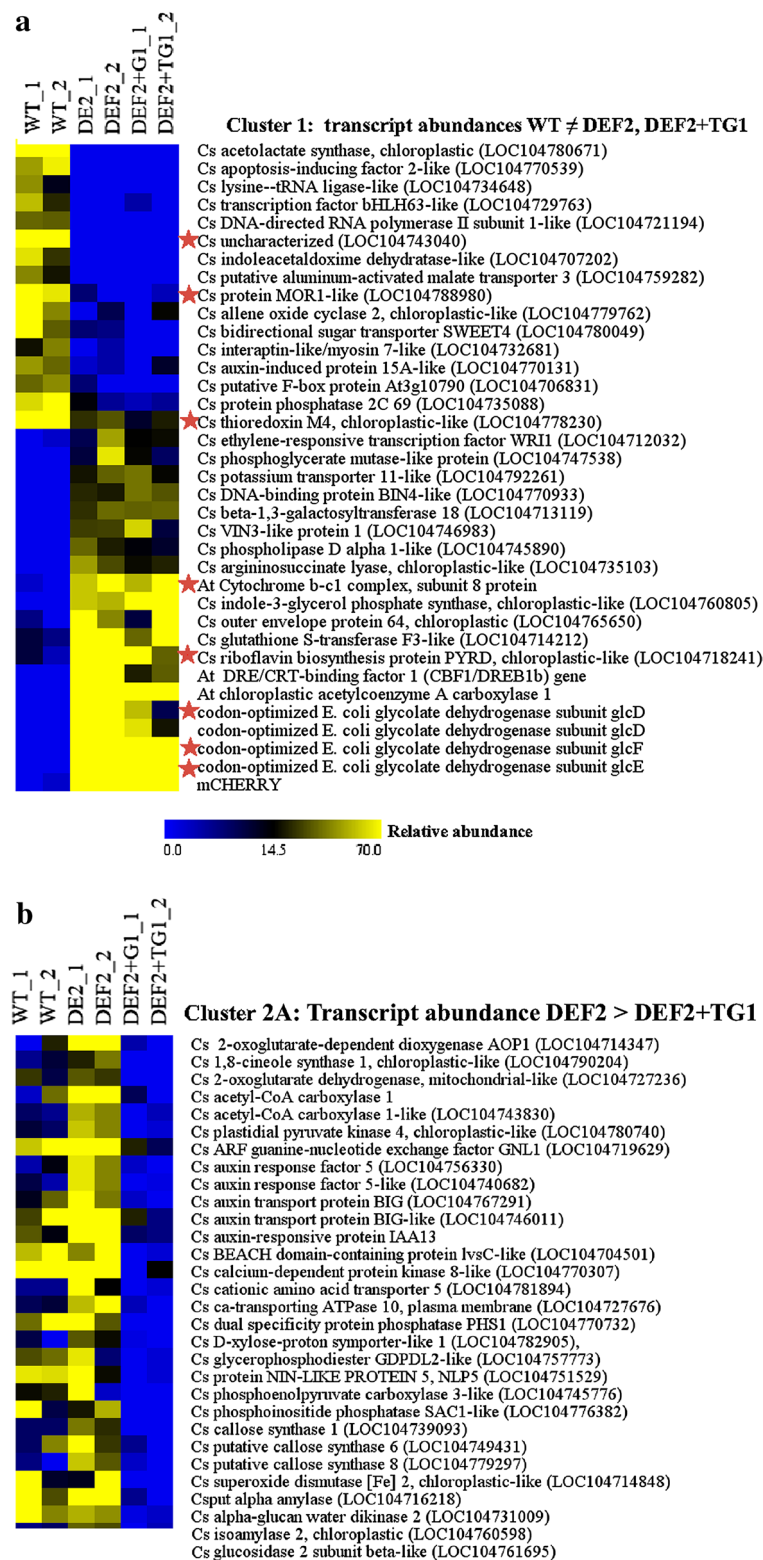 a
WT_1
WT_2
DE2_1
DEF2_2
DEF2+G1_1
DEF2+TG1_2
Cluster 1: transcript abundances WT ≠ DEF2, DEF2+TG1
Cs acetolactate synthase, chloroplastic (LOC104780671)
Cs apoptosis-inducing factor 2-like (LOC104770539)
Cs lysine--tRNA ligase-like (LOC104734648)
Cs transcription factor bHLH63-like (LOC104729763)
Cs DNA-directed RNA polymerase II subunit 1-like (LOC104721194)
Cs uncharacterized (LOC104743040)
Cs indoleacetaldoxime dehydratase-like (LOC104707202)
Cs putative aluminum-activated malate transporter 3 (LOC104759282)
Cs protein MOR1-like (LOC104788980)
Cs allene oxide cyclase 2, chloroplastic-like (LOC104779762)
Cs bidirectional sugar transporter SWEET4 (LOC104780049)
Cs interaptin-like/myosin 7-like (LOC104732681)
Cs auxin-induced protein 15A-like (LOC104770131)
Cs putative F-box protein At3g10790 (LOC104706831)
Cs protein phosphatase 2C 69 (LOC104735088)
Cs thioredoxin M4, chloroplastic-like (LOC104778230)
Cs ethylene-responsive transcription factor WRI1 (LOC104712032)
Cs phosphoglycerate mutase-like protein (LOC104747538)
Cs potassium transporter 11-like (LOC104792261)
Cs DNA-binding protein BIN4-like (LOC104770933)
Cs beta-1,3-galactosyltransferase 18 (LOC104713119)
Cs VIN3-like protein 1 (LOC104746983)
Cs phospholipase D alpha 1-like (LOC104745890)
Cs argininosuccinate lyase, chloroplastic-like (LOC104735103)
At Cytochrome b-c1 complex, subunit 8 protein
Cs indole-3-glycerol phosphate synthase, chloroplastic-like (LOC104760805)
Cs outer envelope protein 64, chloroplastic (LOC104765650)
Cs glutathione S-transferase F3-like (LOC104714212)
Cs riboflavin biosynthesis protein PYRD, chloroplastic-like (LOC104718241)
At DRE/CRT-binding factor 1 (CBF1/DREB1b) gene
At chloroplastic acetylcoenzyme A carboxylase 1
codon-optimized E. coli glycolate dehydrogenase subunit glcD
codon-optimized E. coli glycolate dehydrogenase subunit glcD
codon-optimized E. coli glycolate dehydrogenase subunit glcF
codon-optimized E. coli glycolate dehydrogenase subunit glcE
mCHERRY
Relative abundance
0.0 14.5 70.0
b
WT_1
WT_2
DE2_1
DEF2_2
DEF2+G1_1
DEF2+TG1_2
Cluster 2A: Transcript abundance DEF2 > DEF2+TG1
Cs 2-oxoglutarate-dependent dioxygenase AOP1 (LOC104714347)
Cs 1,8-cineole synthase 1, chloroplastic-like (LOC104790204)
Cs 2-oxoglutarate dehydrogenase, mitochondrial-like (LOC104727236)
Cs acetyl-CoA carboxylase 1
Cs acetyl-CoA carboxylase 1-like (LOC104743830)
Cs plastidial pyruvate kinase 4, chloroplastic-like (LOC104780740)
Cs ARF guanine-nucleotide exchange factor GNL1 (LOC104719629)
Cs auxin response factor 5 (LOC104756330)
Cs auxin response factor 5-like (LOC104740682)
Cs auxin transport protein BIG (LOC104767291)
Cs auxin transport protein BIG-like (LOC104746011)
Cs auxin-responsive protein IAA13
Cs BEACH domain-containing protein lvsC-like (LOC104704501)
Cs calcium-dependent protein kinase 8-like (LOC104770307)
Cs cationic amino acid transporter 5 (LOC104781894)
Cs ca-transporting ATPase 10, plasma membrane (LOC104727676)
Cs dual specificity protein phosphatase PHS1 (LOC104770732)
Cs D-xylose-proton symporter-like 1 (LOC104782905),
Cs glycerophosphodiester GDPDL2-like (LOC104757773)
Cs protein NIN-LIKE PROTEIN 5, NLP5 (LOC104751529)
Cs phosphoenolpyruvate carboxylase 3-like (LOC104745776)
Cs phosphoinositide phosphatase SAC1-like (LOC104776382)
Cs callose synthase 1 (LOC104739093)
Cs putative callose synthase 6 (LOC104749431)
Cs putative callose synthase 8 (LOC104779297)
Cs superoxide dismutase [Fe] 2, chloroplastic-like (LOC104714848)
Csput alpha amylase (LOC104716218)
Cs alpha-glucan water dikinase 2 (LOC104731009)
Cs isoamylase 2, chloroplastic (LOC104760598)
Cs glucosidase 2 subunit beta-like (LOC104761695)